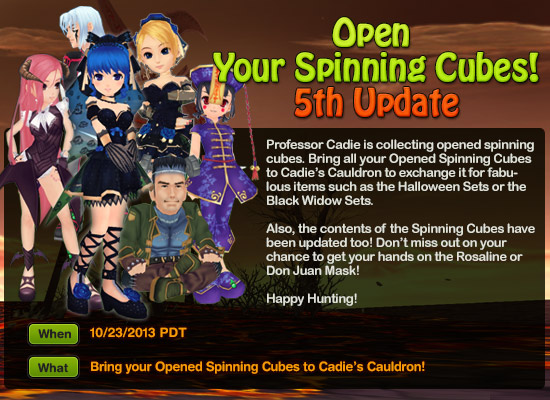 Open
Your Spinning Cubes!
5th Update
Professor Cadie is collecting opened spinning
cubes. Bring all your Opened Spinning Cubes
to Cadie's Cauldron to exchange it for fabu-
lous items such as the Halloween Sets or the
Black Widow Sets.
Also, the contents of the Spinning Cubes have
been updated too! Don't miss out on your
chance to get your hands on the Rosaline or
Don Juan Mask!
Happy Hunting!
When 10/23/2013 PDT
What Bring your Opened Spinning Cubes to Cadie's Cauldron!